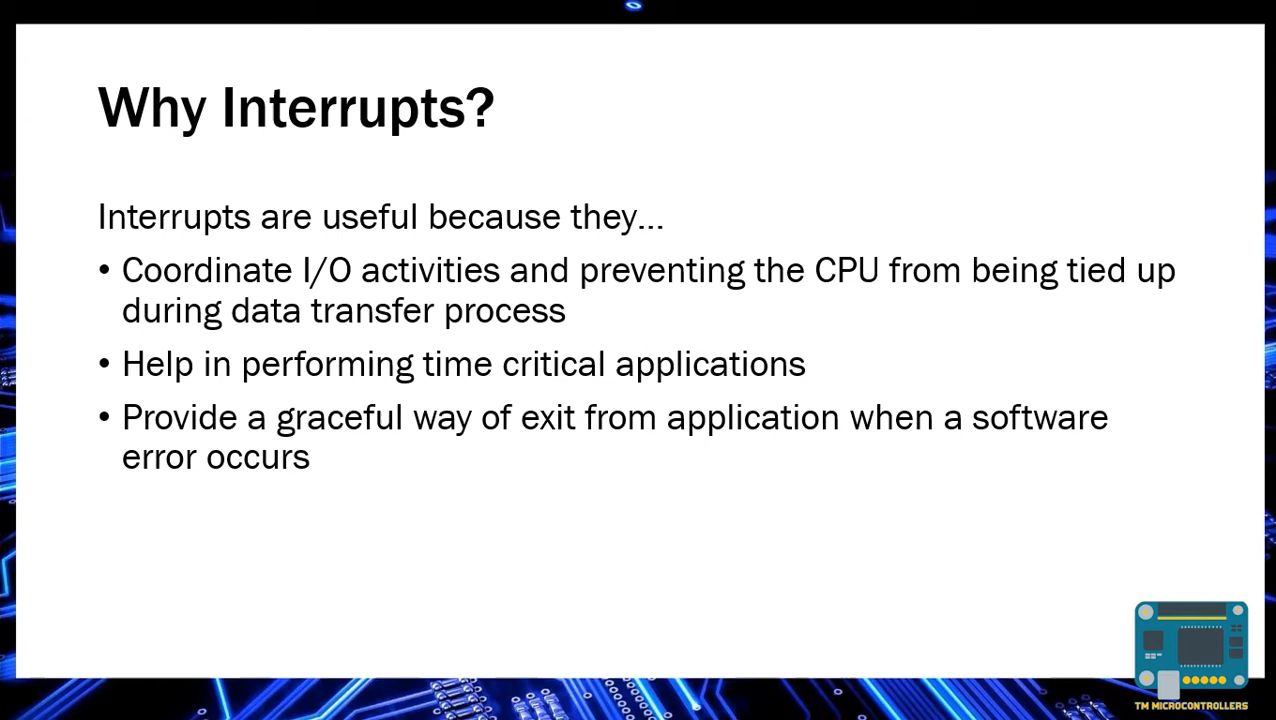 Why Interrupts?
Interrupts are useful because they...
• Coordinate I/O activities and preventing the CPU from being tied up
during data transfer process
• Help in performing time critical applications
• Provide a graceful way of exit from application when a software
error occurs
TM MICROCONTROLLERS